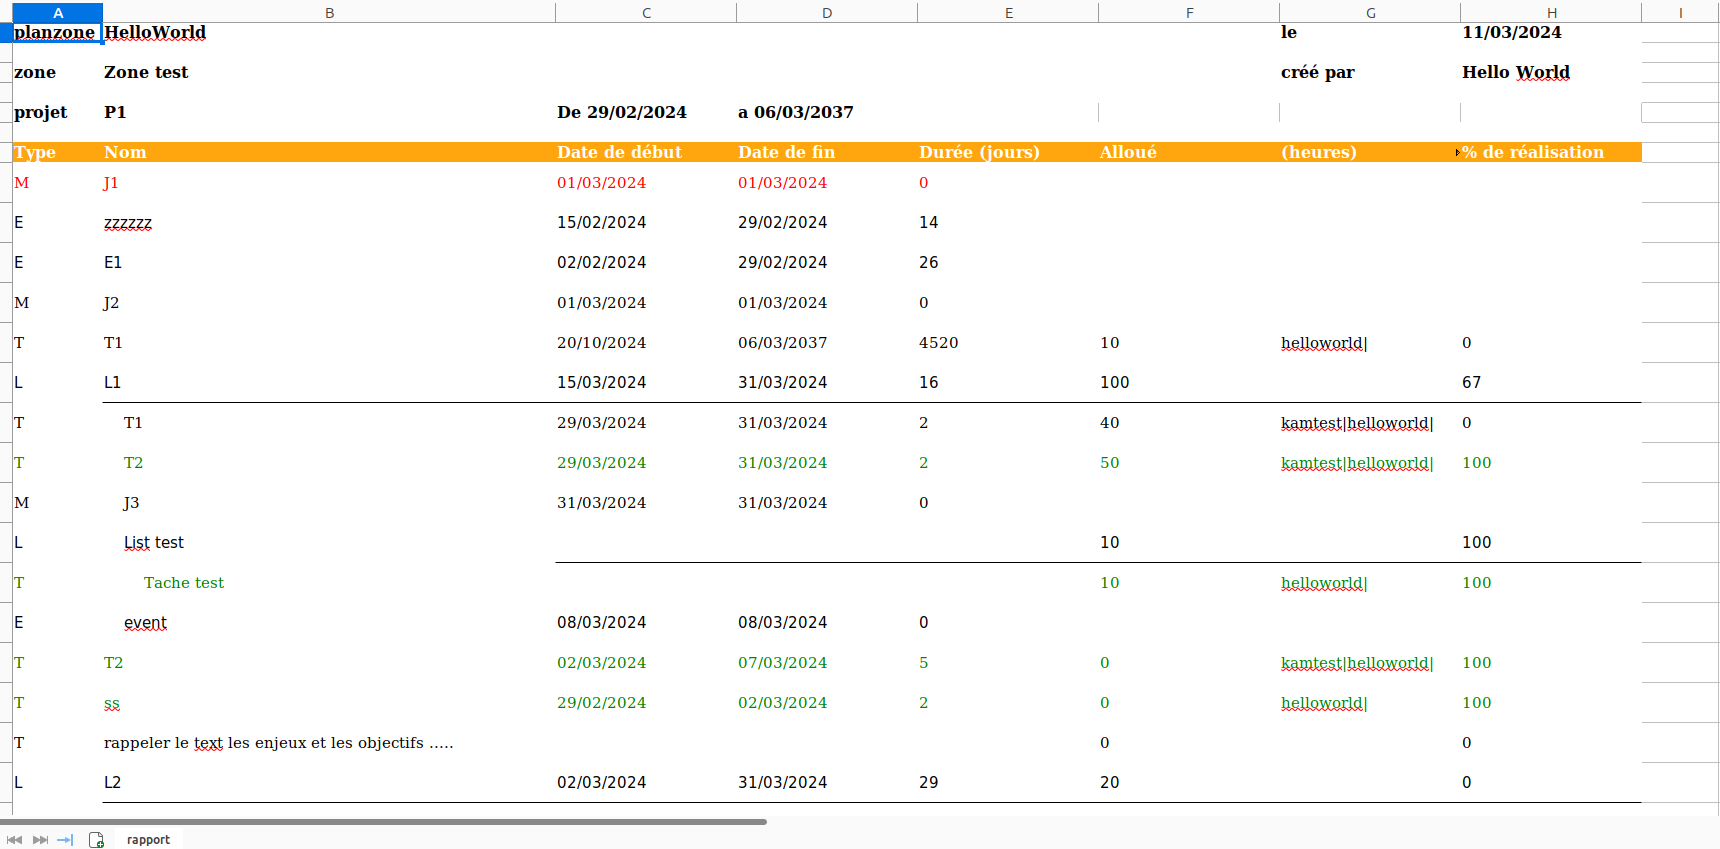 A B C D E F G H I
planzone HelloWorld le 11/03/2024
zone Zone test créé par Hello World
projet P1 De 29/02/2024 a 06/03/2037
Type Nom Date de début Date de fin Durée (jours) Alloué (heures) % de réalisation
M J1 01/03/2024 01/03/2024 0
E zzzzzz 15/02/2024 29/02/2024 14
E E1 02/02/2024 29/02/2024 26
M J2 01/03/2024 01/03/2024 0
T T1 20/10/2024 06/03/2037 4520 10 helloworld| 0
L L1 15/03/2024 31/03/2024 16 100 67
T T1 29/03/2024 31/03/2024 2 40 kamtest|helloworld| 0
T T2 29/03/2024 31/03/2024 2 50 kamtest|helloworld| 100
M J3 31/03/2024 31/03/2024 0
L List test 10 100
T Tache test 10 helloworld| 100
E event 08/03/2024 08/03/2024 0
T T2 02/03/2024 07/03/2024 5 0 kamtest|helloworld| 100
T ss 29/02/2024 02/03/2024 2 0 helloworld| 100
T rappeler le text les enjeux et les objectifs ..... 0 0
L L2 02/03/2024 31/03/2024 29 20 0
rapport